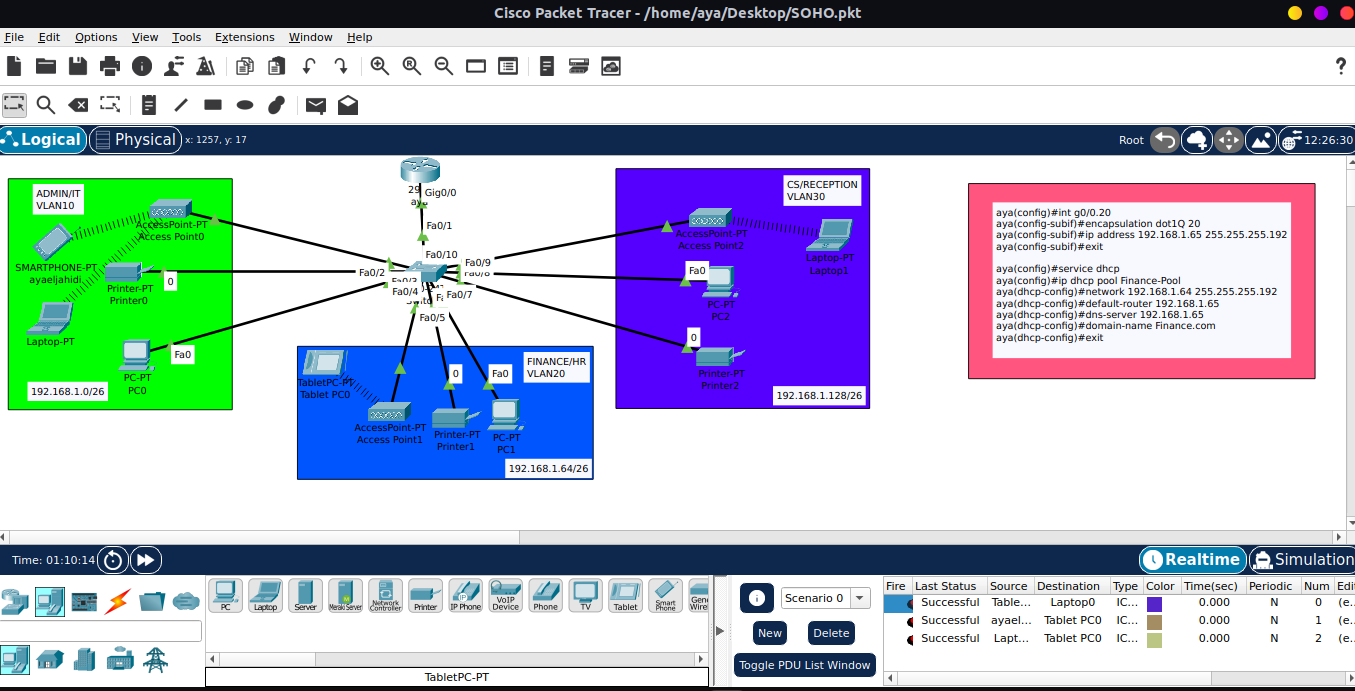 Cisco Packet Tracer - /home/aya/Desktop/SOHO.pkt
File Edit Options View Tools Extensions Window Help
?
Logical Physical x: 1257, y: 17 Root 12:26:30
ADMIN/IT
VLAN10
AccessPoint-PT
Access Point0
SMARTPHONE-PT
ayaeljahidi
Printer-PT
Printer0
0
Laptop-PT
Fa0
PC-PT
PC0
192.168.1.0/26
29
Gig0/0
Fa0/1
Fa0/10
Fa0/9
Fa0/8
Fa0/2
Fa0/3
Fa0/4
Fa0/7
Fa0/5
FINANCE/HR
VLAN20
TabletPC-PT
Tablet PC0
0
Fa0
AccessPoint-PT
Access Point1
Printer-PT
Printer1
PC-PT
PC1
192.168.1.64/26
CS/RECEPTION
VLAN30
AccessPoint-PT
Access Point2
Laptop-PT
Laptop1
Fa0
PC-PT
PC2
0
Printer-PT
Printer2
192.168.1.128/26
aya(config)#int g0/0.20
aya(config-subif)#encapsulation dot1Q 20
aya(config-subif)#ip address 192.168.1.65 255.255.255.192
aya(config-subif)#exit
aya(config)#service dhcp
aya(config)#ip dhcp pool Finance-Pool
aya(dhcp-config)#network 192.168.1.64 255.255.255.192
aya(dhcp-config)#default-router 192.168.1.65
aya(dhcp-config)#dns-server 192.168.1.65
aya(dhcp-config)#domain-name Finance.com
aya(dhcp-config)#exit
Time: 01:10:14 Realtime Simulation
PC Laptop Server Meraki Server Network Controller Printer IP Phone VoIP Device Phone TV Tablet Smart Phone
TabletPC-PT
Scenario 0
New Delete
Toggle PDU List Window
Fire Last Status Source Destination Type Color Time(sec) Periodic Num Edit
Successful Table... Laptop0 IC... 0.000 N 0 (e..
Successful ayael... Tablet PC0 IC... 0.000 N 1 (e..
Successful Lapt... Tablet PC0 IC... 0.000 N 2 (e..